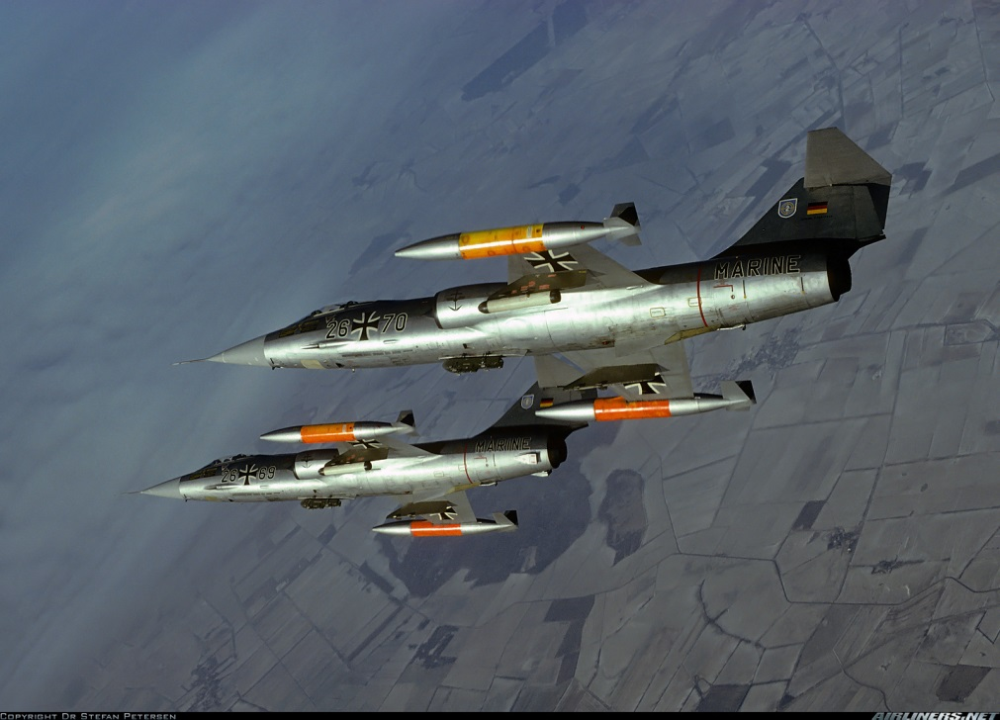 MARINE
26 70
MARINE
26 69
Copyright Dr Stefan Petersen
AIRLINERS.NET